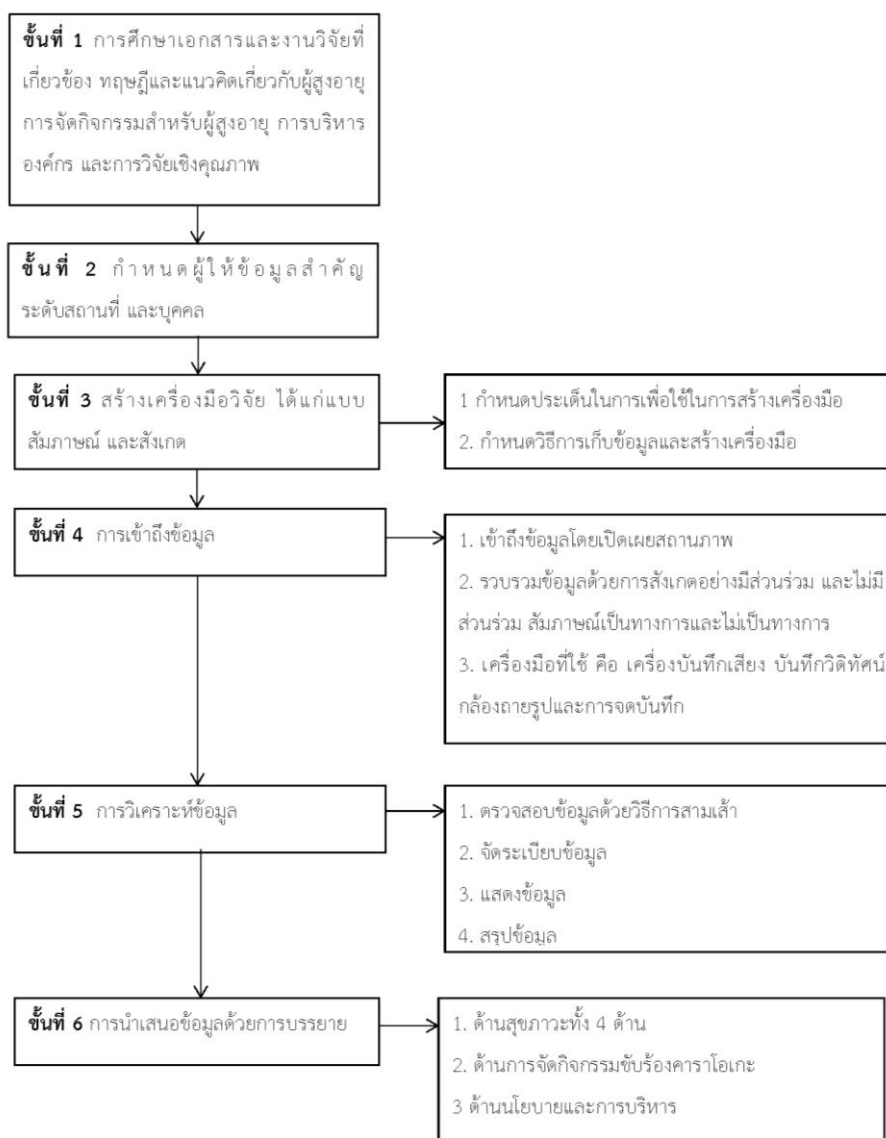 ขั้นที่ 1 การศึกษาเอกสารและงานวิจัยที่
เกี่ยวข้อง ทฤษฎีและแนวคิดเกี่ยวกับผู้สูงอายุ
การจัดกิจกรรมสำหรับผู้สูงอายุ การบริหาร
องค์กร และการวิจัยเชิงคุณภาพ
ขั้นที่ 2 กำหนดผู้ให้ข้อมูลสำคัญ
ระดับสถานที่ และบุคคล
ขั้นที่ 3 สร้างเครื่องมือวิจัย ได้แก่แบบ
สัมภาษณ์ และสังเกต
1 กำหนดประเด็นในการเพื่อใช้ในการสร้างเครื่องมือ
2. กำหนดวิธีการเก็บข้อมูลและสร้างเครื่องมือ
ขั้นที่ 4 การเข้าถึงข้อมูล
1. เข้าถึงข้อมูลโดยเปิดเผยสถานภาพ
2. รวบรวมข้อมูลด้วยการสังเกตอย่างมีส่วนร่วม และไม่มี
ส่วนร่วม สัมภาษณ์เป็นทางการและไม่เป็นทางการ
3. เครื่องมือที่ใช้ คือ เครื่องบันทึกเสียง บันทึกวิดิทัศน์
กล้องถายรูปและการจดบันทึก
ขั้นที่ 5 การวิเคราะห์ข้อมูล
1. ตรวจสอบข้อมูลด้วยวิธีการสามเส้า
2. จัดระเบียบข้อมูล
3. แสดงข้อมูล
4. สรุปข้อมูล
ขั้นที่ 6 การนำเสนอข้อมูลด้วยการบรรยาย
1. ด้านสุขภาวะทั้ง 4 ด้าน
2. ด้านการจัดกิจกรรมขับร้องคาราโอเกะ
3 ด้านนโยบายและการบริหาร